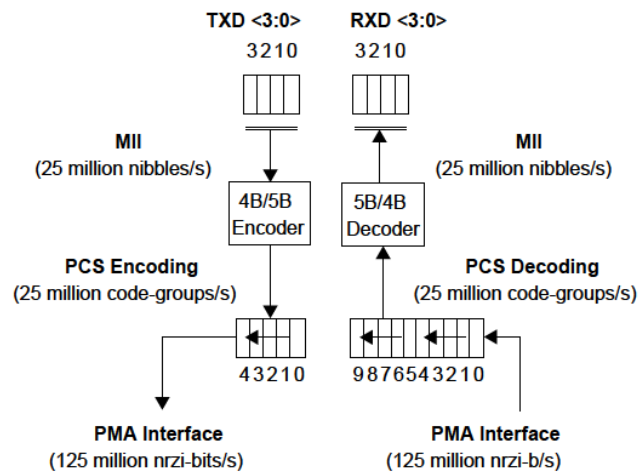 TXD <3:0> RXD <3:0>
3210 3210
MII MII
(25 million nibbles/s) (25 million nibbles/s)
4B/5B 5B/4B
Encoder Decoder
PCS Encoding PCS Decoding
(25 million code-groups/s) (25 million code-groups/s)
43210 9876543210
PMA Interface PMA Interface
(125 million nrzi-bits/s) (125 million nrzi-b/s)